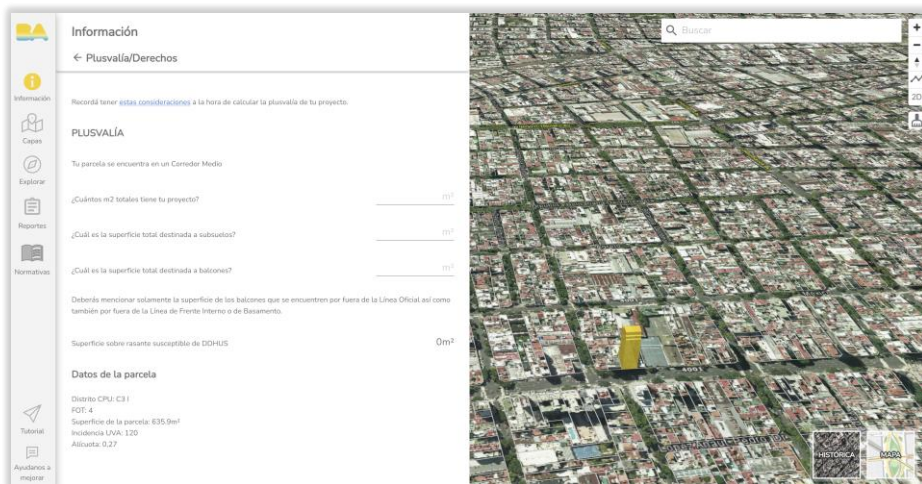 BA
Información
← Plusvalía/Derechos
Información
Capas
Explorar
Reportes
Normativas
Tutorial
Ayudanos a
mejorar
Recordá tener estas consideraciones a la hora de calcular la plusvalía de tu proyecto.
PLUSVALÍA
Tu parcela se encuentra en un Corredor Medio
¿Cuántos m2 totales tiene tu proyecto?
m²
¿Cuál es la superficie total destinada a subsuelos?
m²
¿Cuál es la superficie total destinada a balcones?
m²
Deberás mencionar solamente la superficie de los balcones que se encuentren por fuera de la Línea Oficial así como
también por fuera de la Línea de Frente Interno o de Basamento.
Superficie sobre rasante susceptible de DDHUS
0m²
Datos de la parcela
Distrito CPU: C3 I
FOT: 4
Superficie de la parcela: 635.9m²
Incidencia UVA: 120
Alícuota: 0,27
Buscar
+
−
2D
4001
HISTÓRICA
MAPA